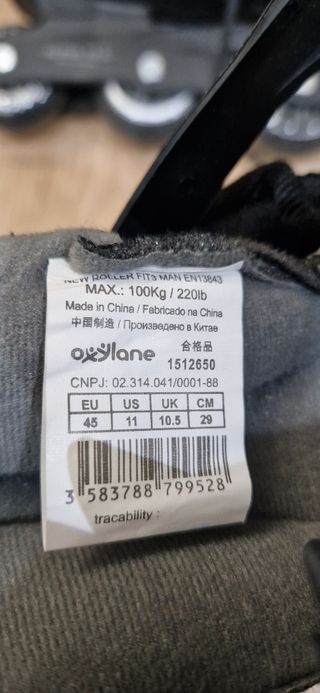 NEW ROLLER FIT3 MAN EN13843
MAX.: 100Kg / 220lb
Made in China / Fabricado na China
中国制造 / Произведено в Китае
oxylane 合格品
1512650
CNPJ: 02.314.041/0001-88
EU US UK CM
45 11 10.5 29
3 583788 799528
tracability :